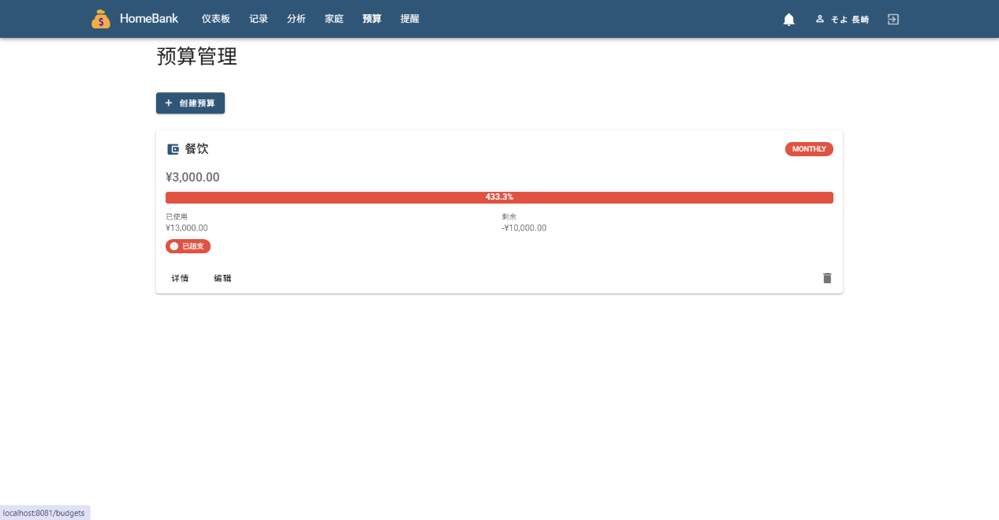 HomeBank 仪表板 记录 分析 家庭 预算 提醒 そよ 長崎
预算管理
+ 创建预算
餐饮 MONTHLY
¥3,000.00
433.3%
已使用 剩余
¥13,000.00 -¥10,000.00
已超支
详情 编辑
localhost:8081/budgets